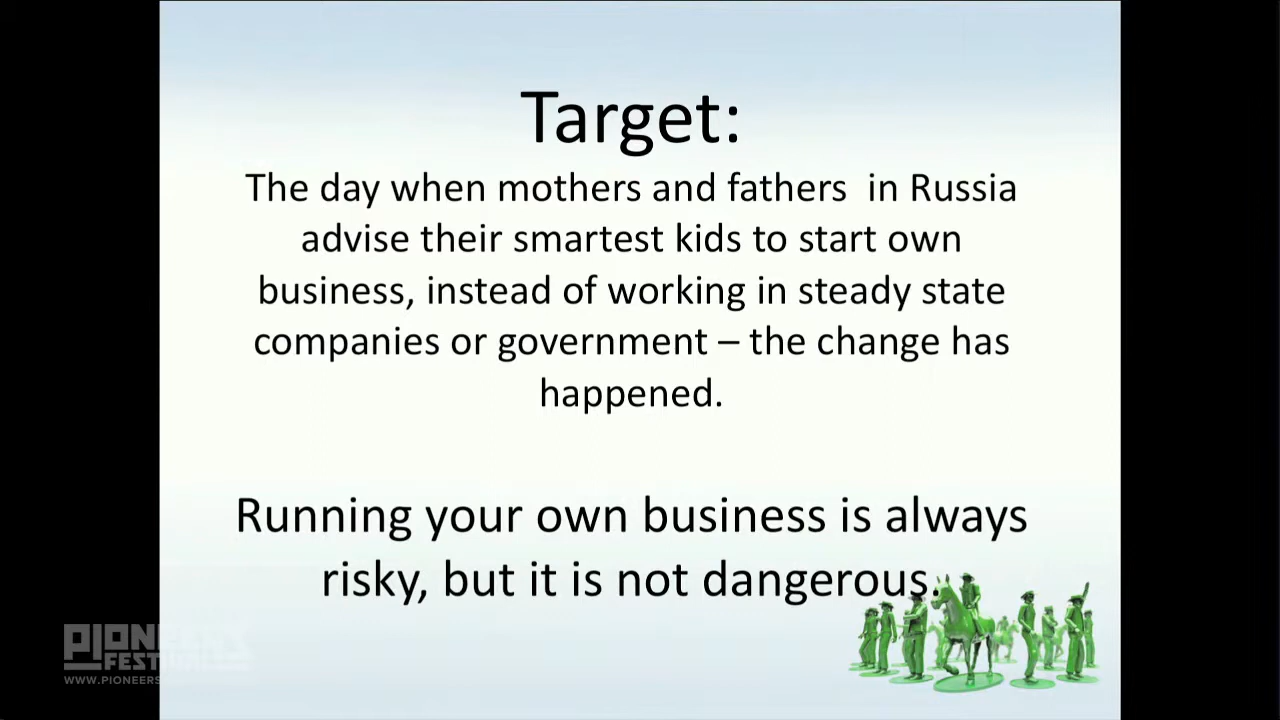 Target:
The day when mothers and fathers in Russia
advise their smartest kids to start own
business, instead of working in steady state
companies or government – the change has
happened.
Running your own business is always
risky, but it is not dangerous.
PIONEERS
FESTIVAL
WWW.PIONEERS